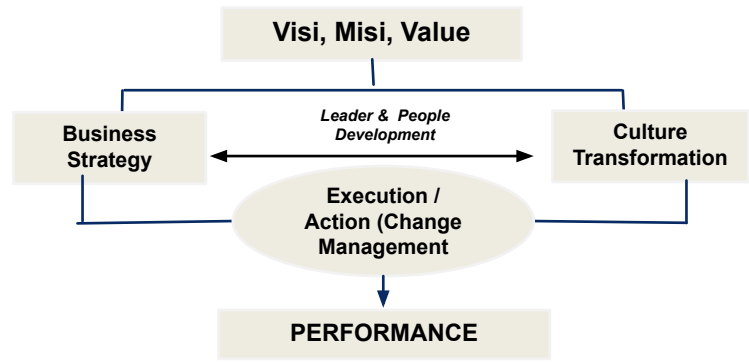 Visi, Misi, Value
Leader & People
Development
Business
Strategy
Culture
Transformation
Execution /
Action (Change
Management
PERFORMANCE